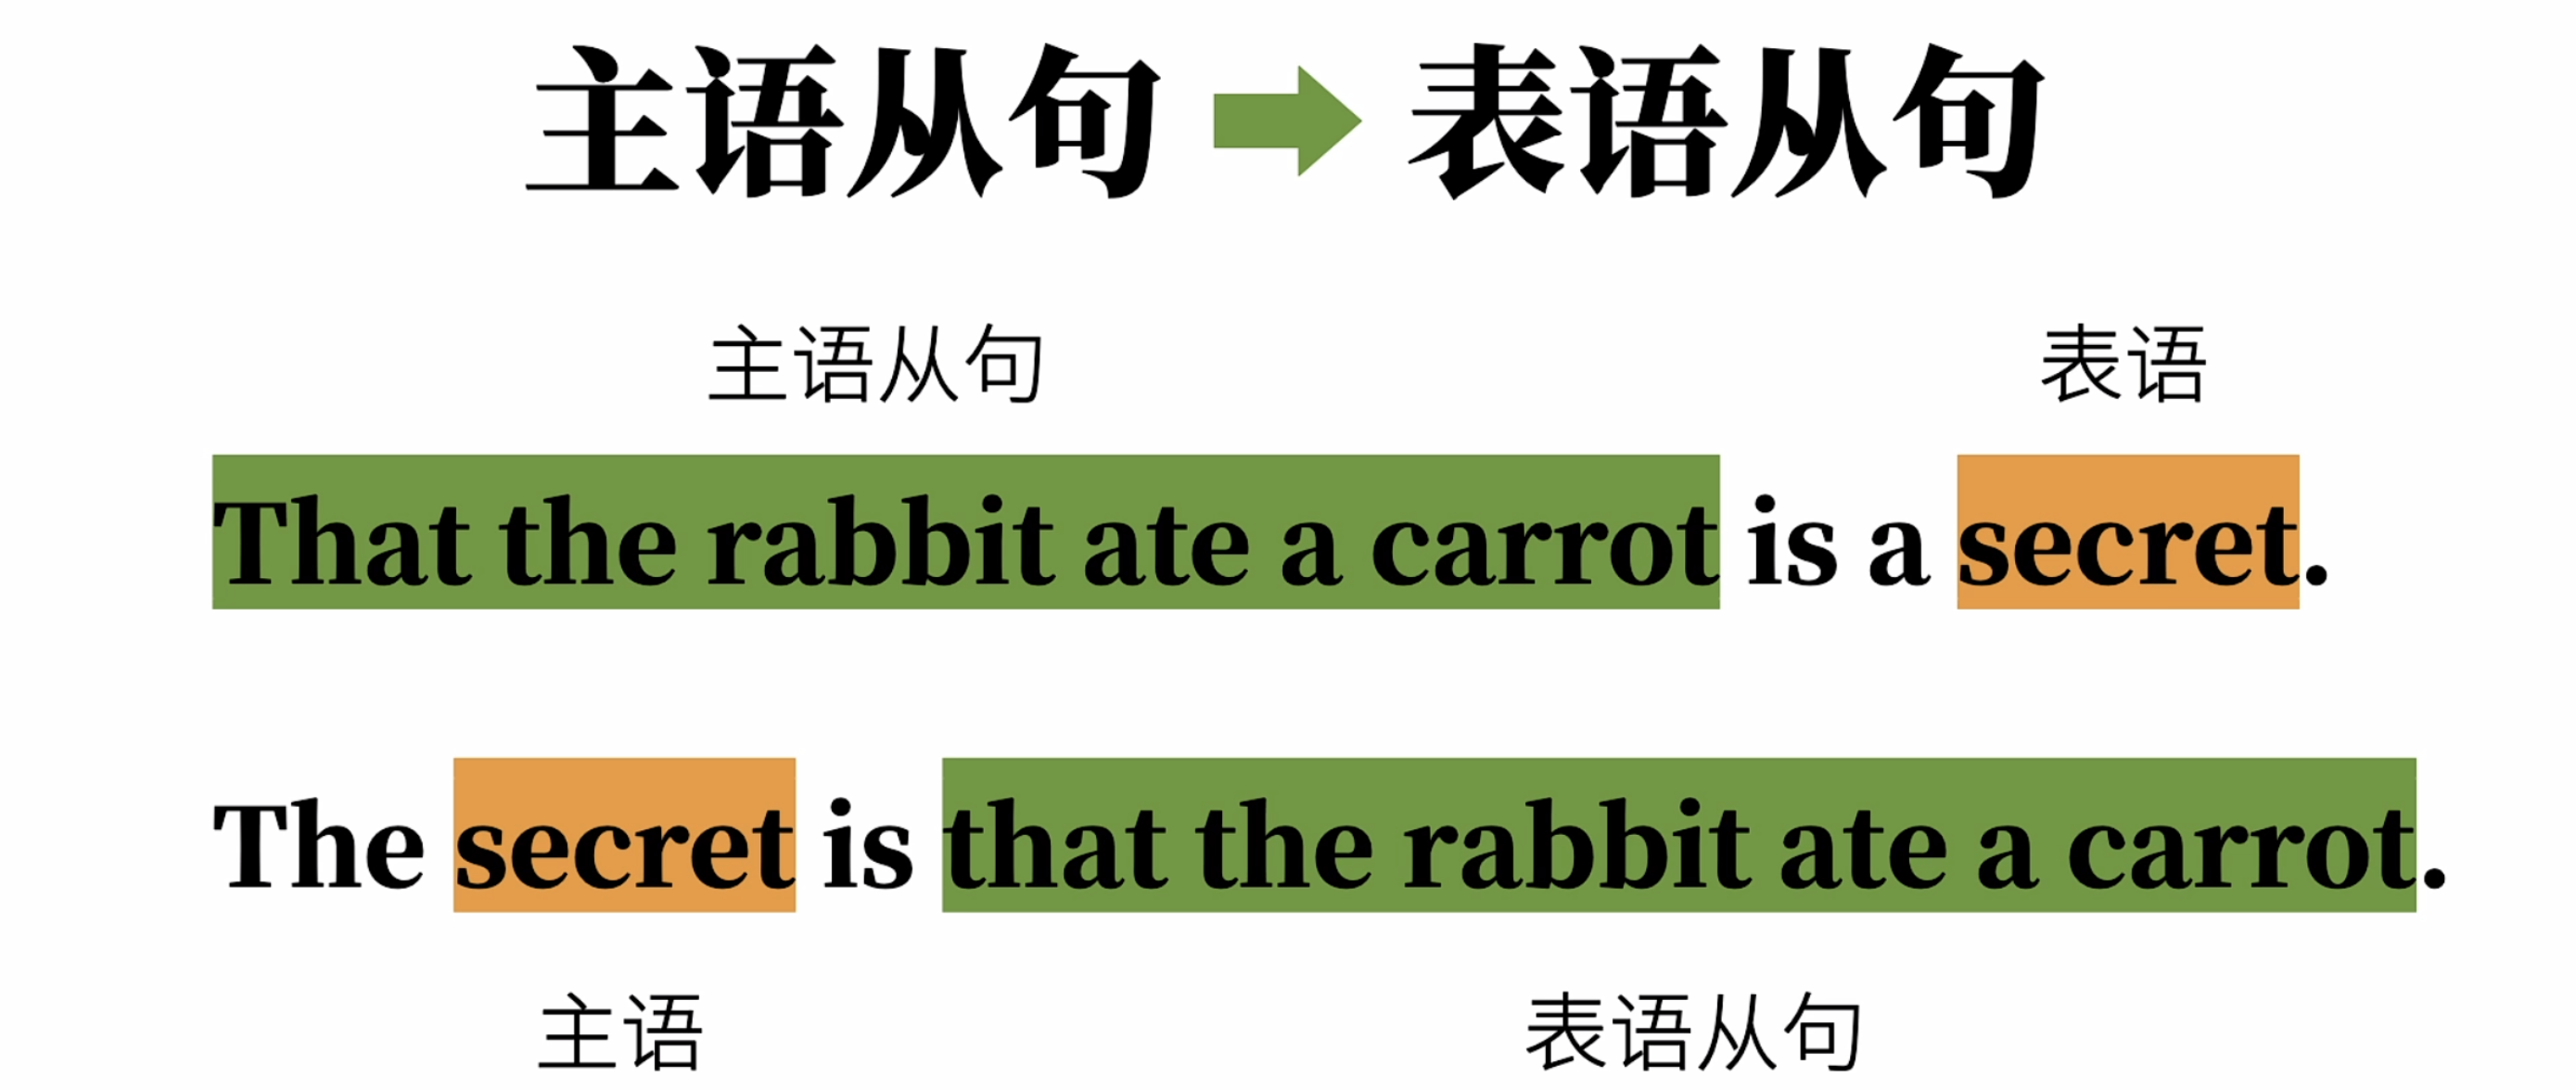 主语从句 表语从句
主语从句 表语
That the rabbit ate a carrot is a secret.
The secret is that the rabbit ate a carrot.
主语 表语从句